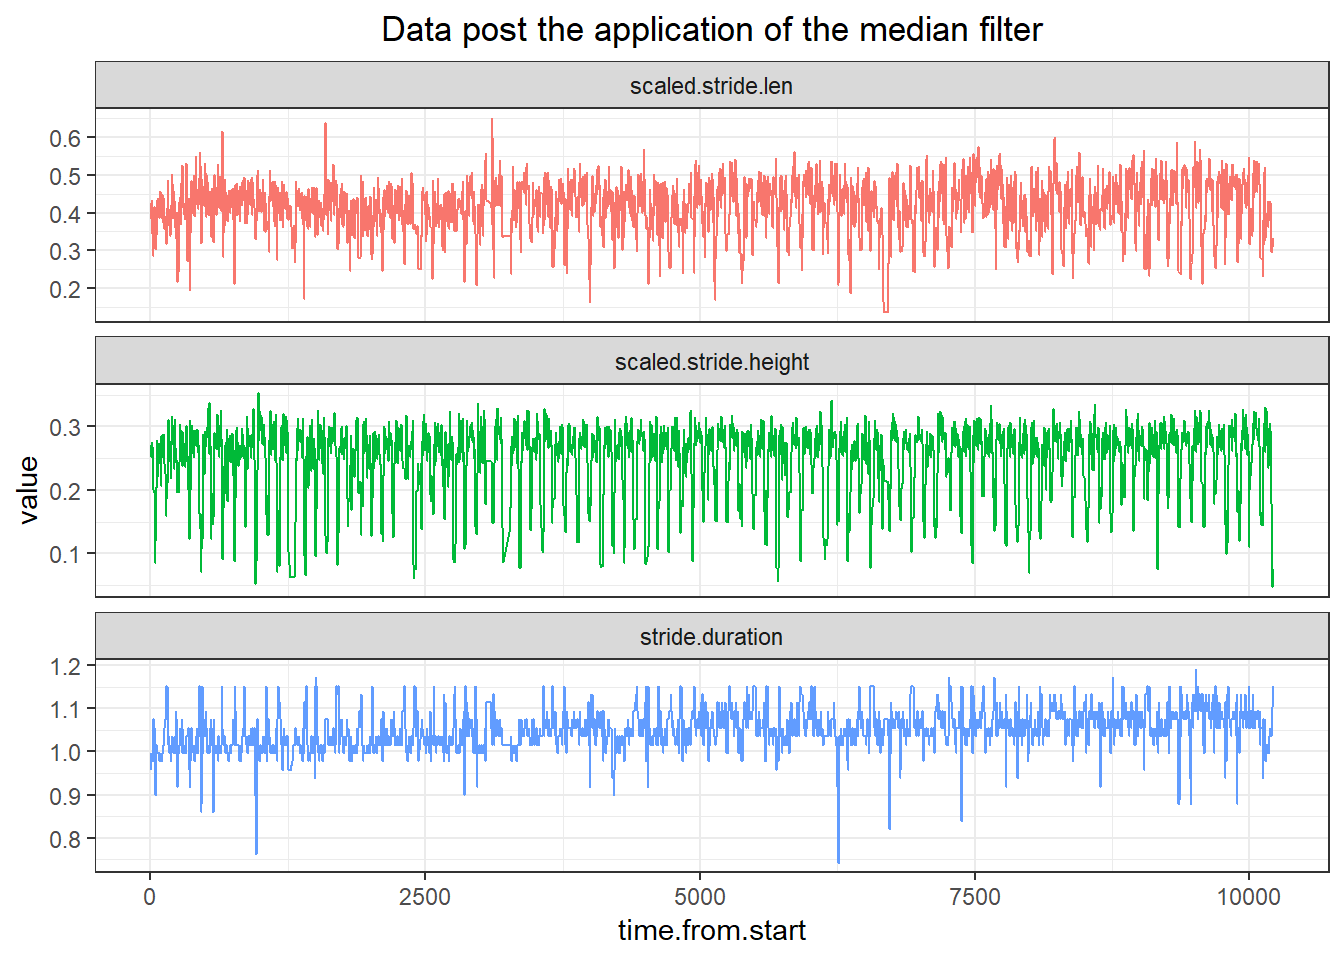 Data post the application of the median filter
scaled.stride.len
0.6
0.5
0.4
0.3
0.2
scaled.stride.height
0.3
0.2
0.1
value
stride.duration
1.2
1.1
1.0
0.9
0.8
0 2500 5000 7500 10000
time.from.start